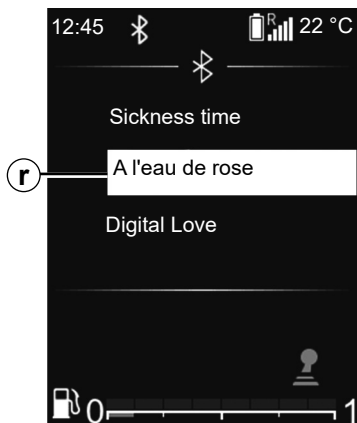 12:45 R 22 °C
Sickness time
r A l'eau de rose
Digital Love
0 1